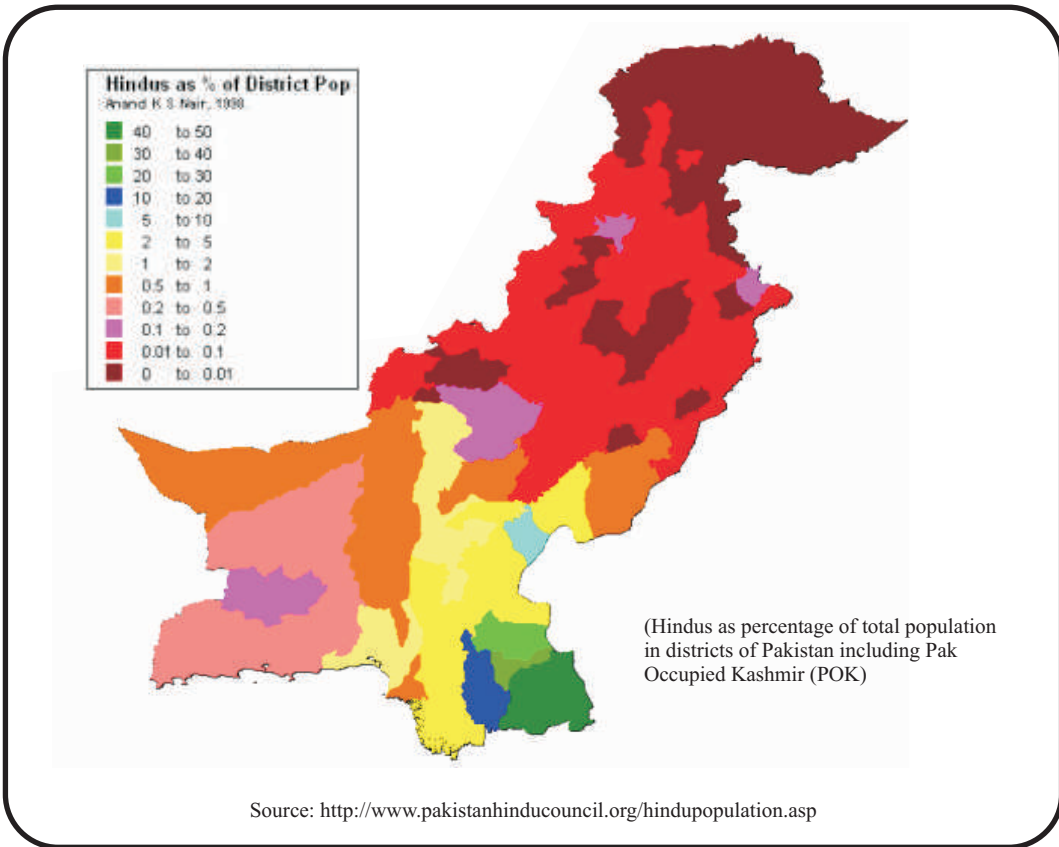 Hindus as % of District Pop
Anand K S Nair, 1998
40 to 50
30 to 40
20 to 30
10 to 20
5 to 10
2 to 5
1 to 2
0.5 to 1
0.2 to 0.5
0.1 to 0.2
0.01 to 0.1
0 to 0.01
(Hindus as percentage of total population
in districts of Pakistan including Pak
Occupied Kashmir (POK)
Source: http://www.pakistanhinducouncil.org/hindupopulation.asp